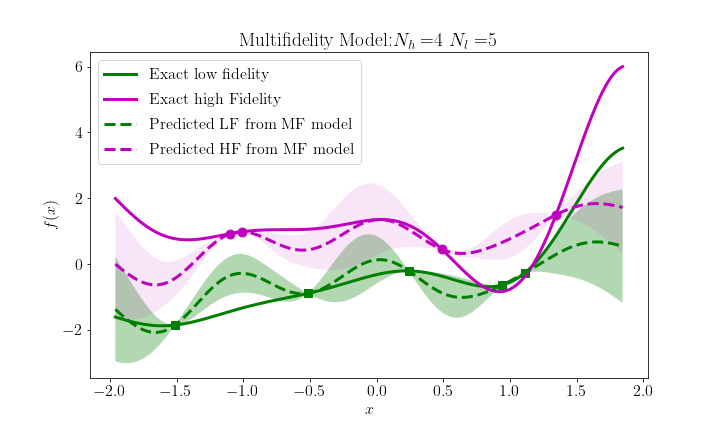 Multifidelity Model:N_h=4 N_l=5
Exact low fidelity
Exact high Fidelity
Predicted LF from MF model
Predicted HF from MF model
f(x)
6
4
2
0
−2
−2.0 −1.5 −1.0 −0.5 0.0 0.5 1.0 1.5 2.0
x